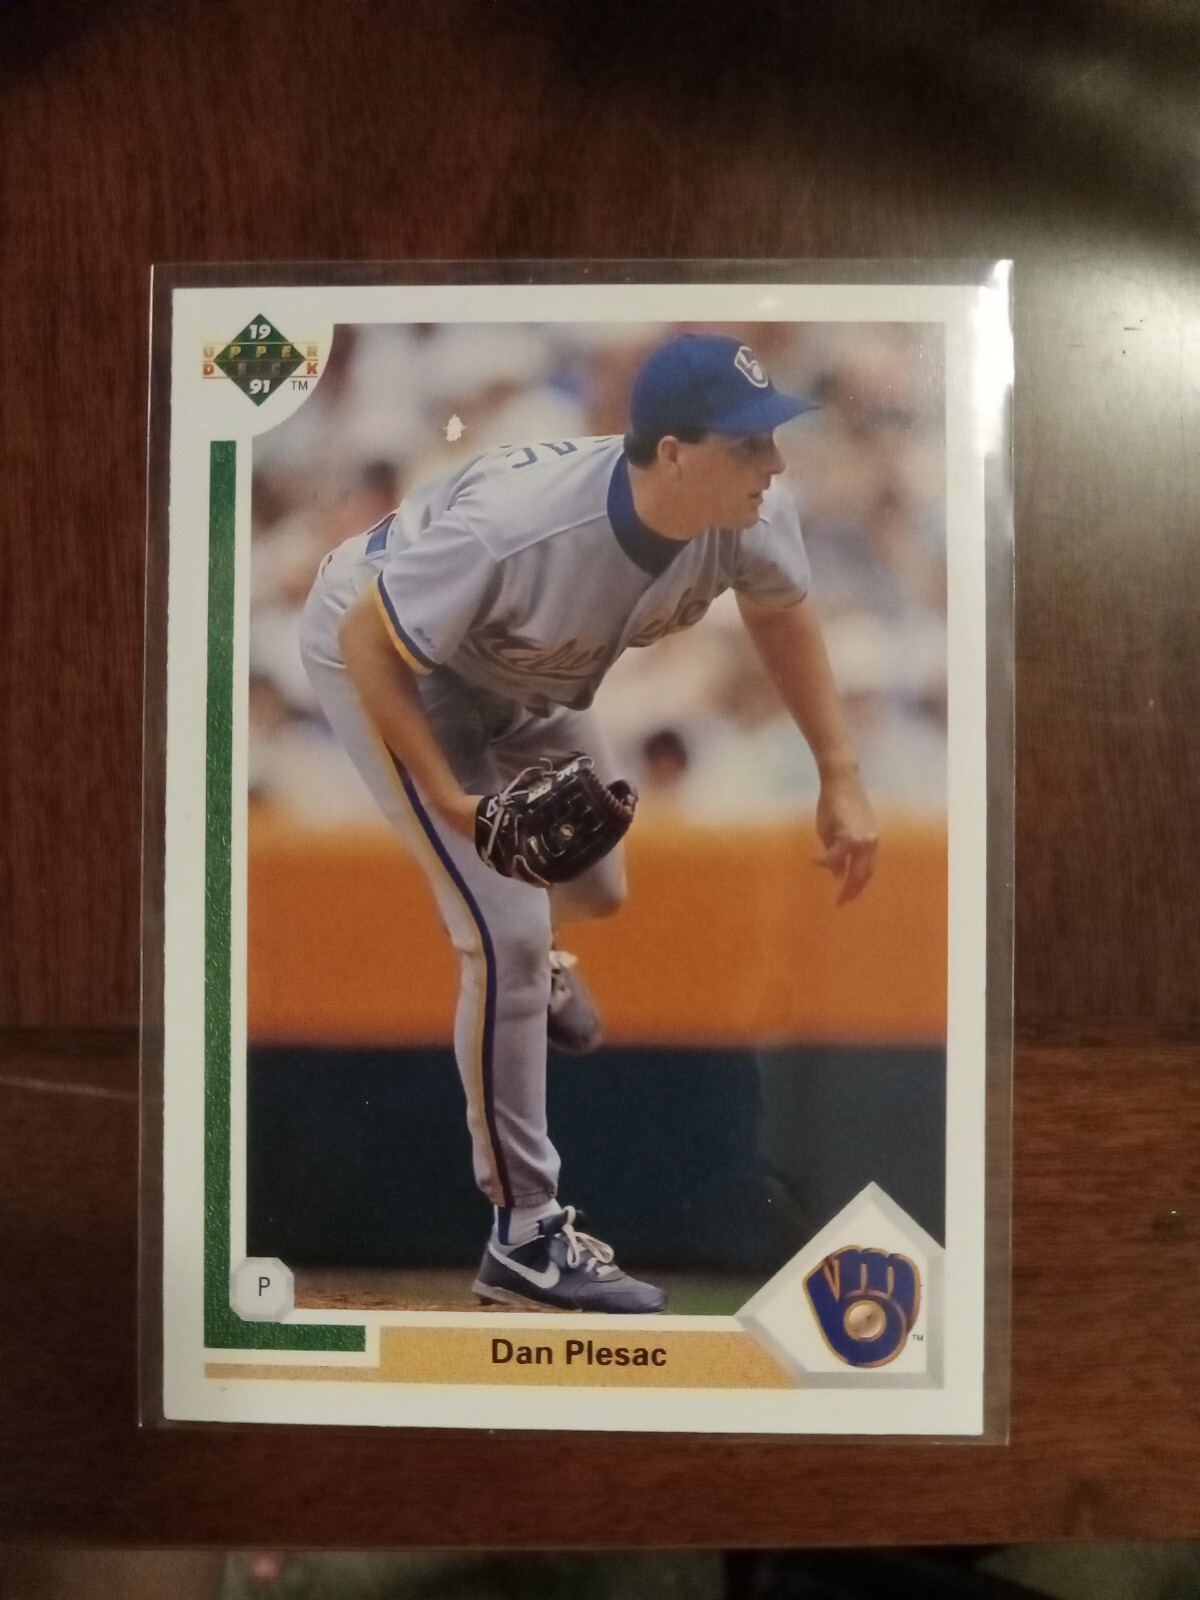 19
UPPER
DECK
91 TM
P
Dan Plesac
TM